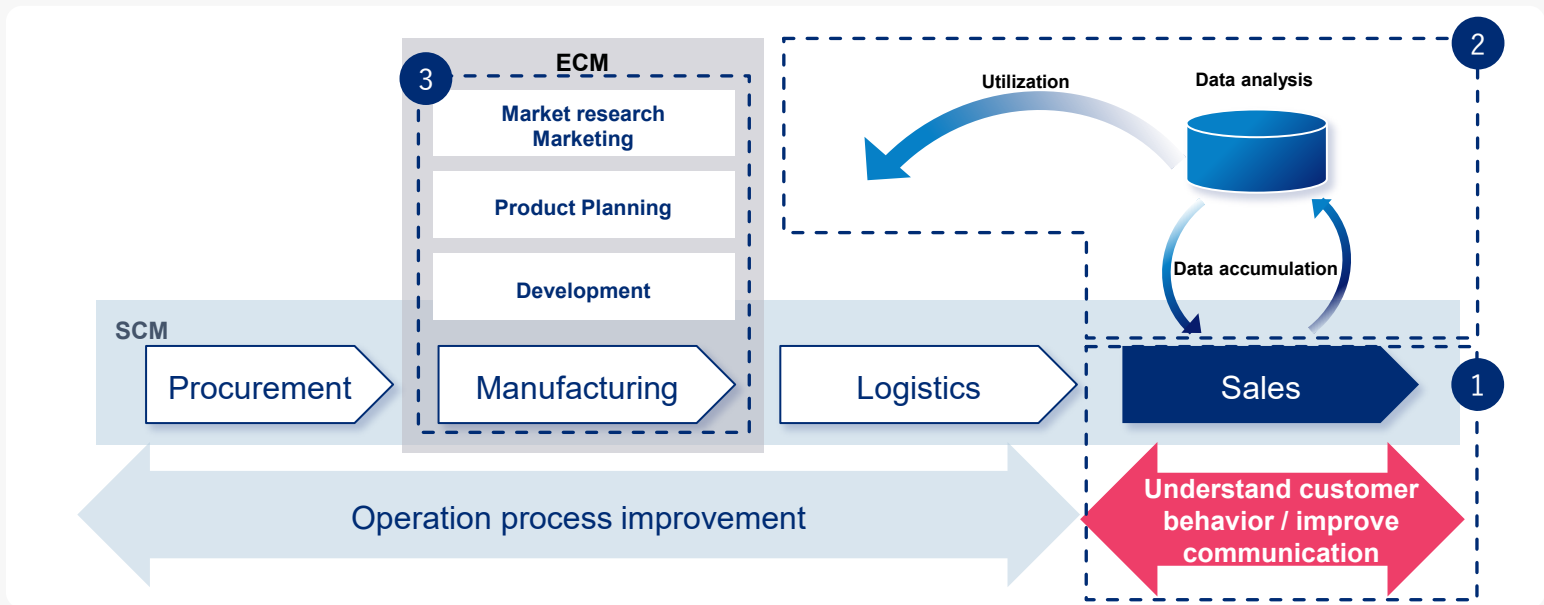 ECM
3
Market research
Marketing
Product Planning
Development
2
Utilization
Data analysis
Data accumulation
SCM
Procurement
Manufacturing
Logistics
Sales
1
Operation process improvement
Understand customer
behavior / improve
communication